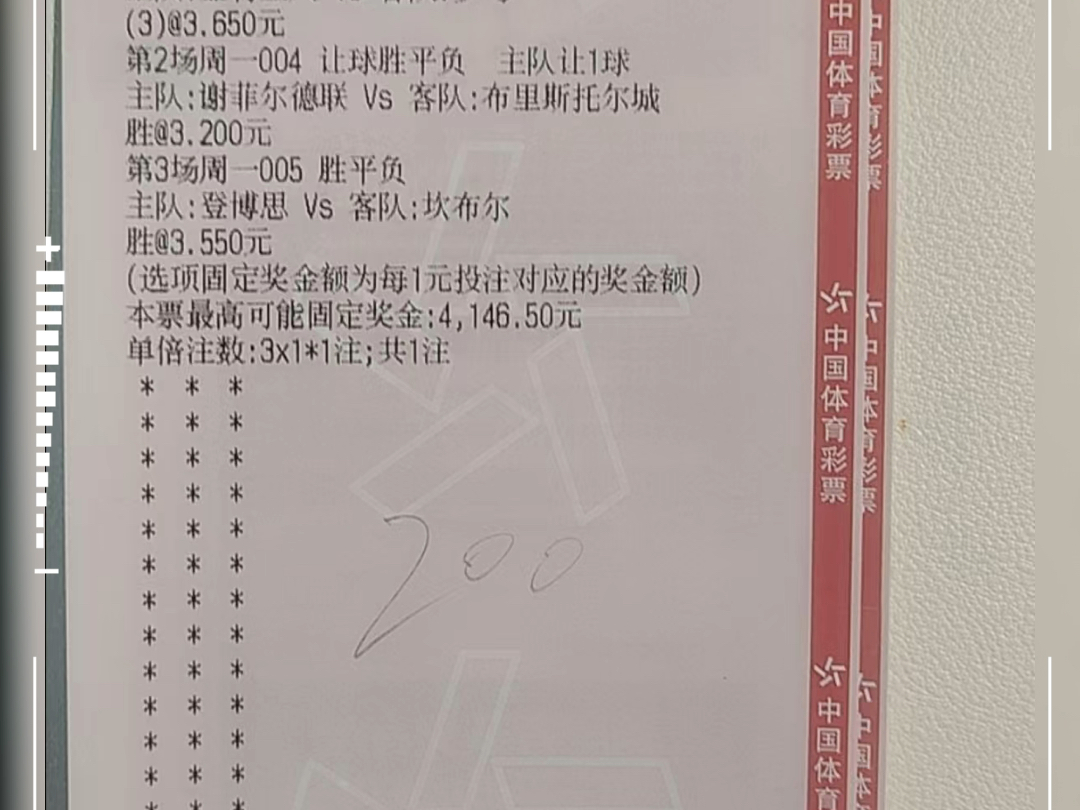 (3)@3.650元
第2场周一004 让球胜平负 主队让1球
主队:谢菲尔德联 Vs 客队:布里斯托尔城
胜@3.200元
第3场周一005 胜平负
主队:登博思 Vs 客队:坎布尔
胜@3.550元
(选项固定奖金额为每1元投注对应的奖金额)
本票最高可能固定奖金:4,146.50元
单倍注数:3x1*1注;共1注
* * *
* * *
* * *
* * *
* * *
* * *
* * *
* * *
* * *
* * *
* * *
* * *
* * *
200
中国体育彩票
中国体育彩票
中国体育彩票
中国体育彩票
中国体育
中国体